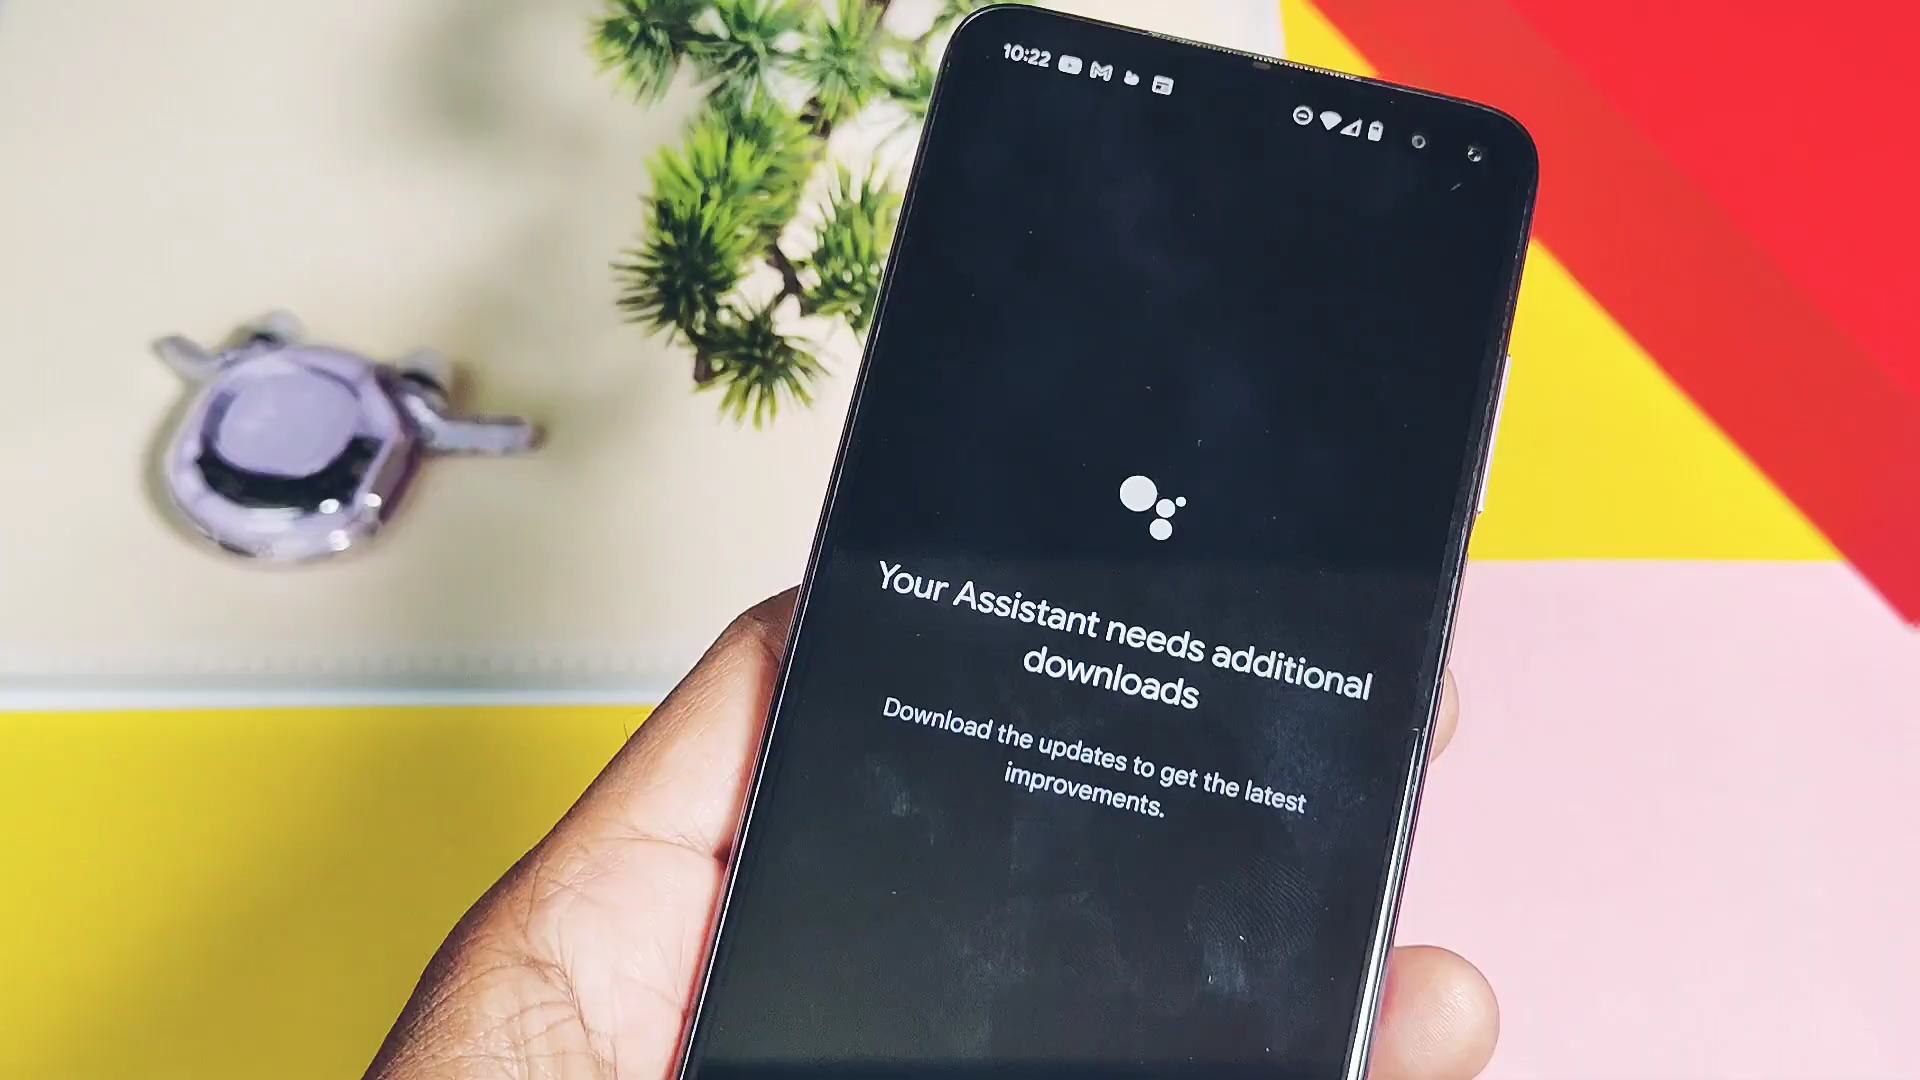 10:22
Your Assistant needs additional
downloads
Download the updates to get the latest
improvements.